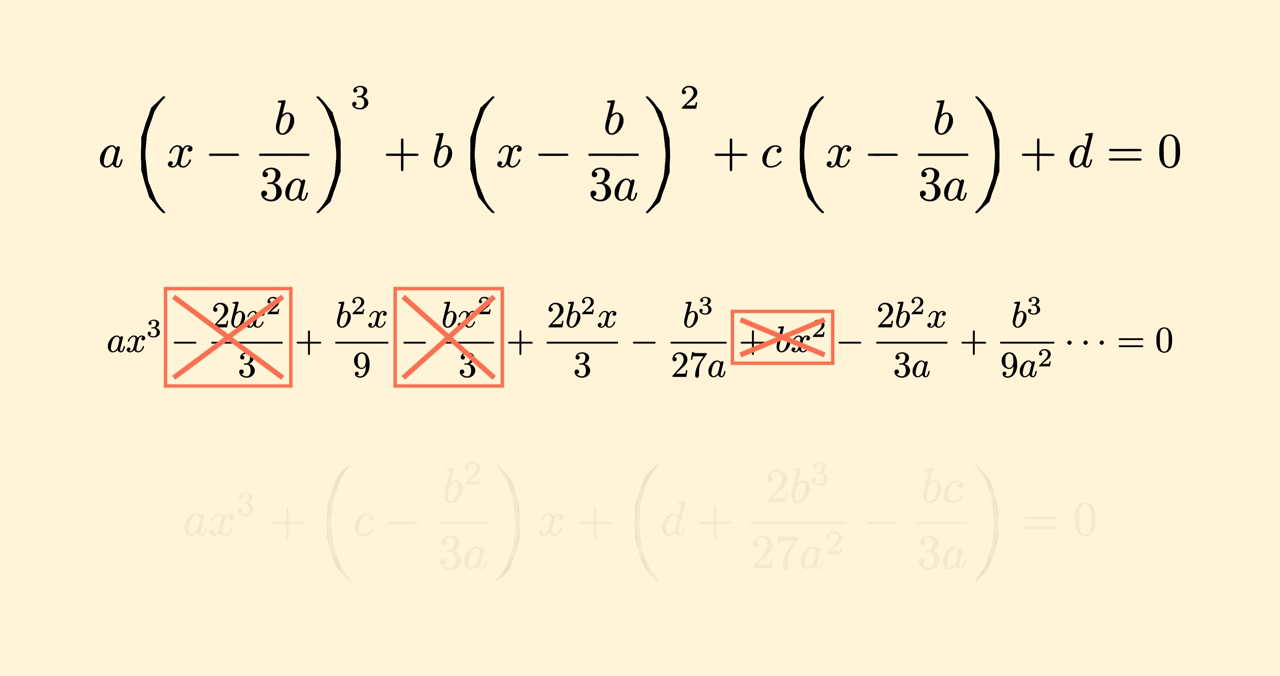 a(x − b/3a)³ + b(x − b/3a)² + c(x − b/3a) + d = 0
ax³ − 2bx²/3 + b²x/9 − bx²/3 + 2b²x/3 − b³/27a + bx² − 2b²x/3a + b³/9a² ··· = 0
ax³ + (c − b²/3a)x + (d + 2b³/27a² − bc/3a) = 0